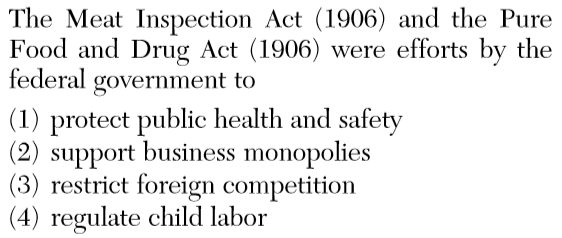 The Meat Inspection Act (1906) and the Pure
Food and Drug Act (1906) were efforts by the
federal government to
(1) protect public health and safety
(2) support business monopolies
(3) restrict foreign competition
(4) regulate child labor